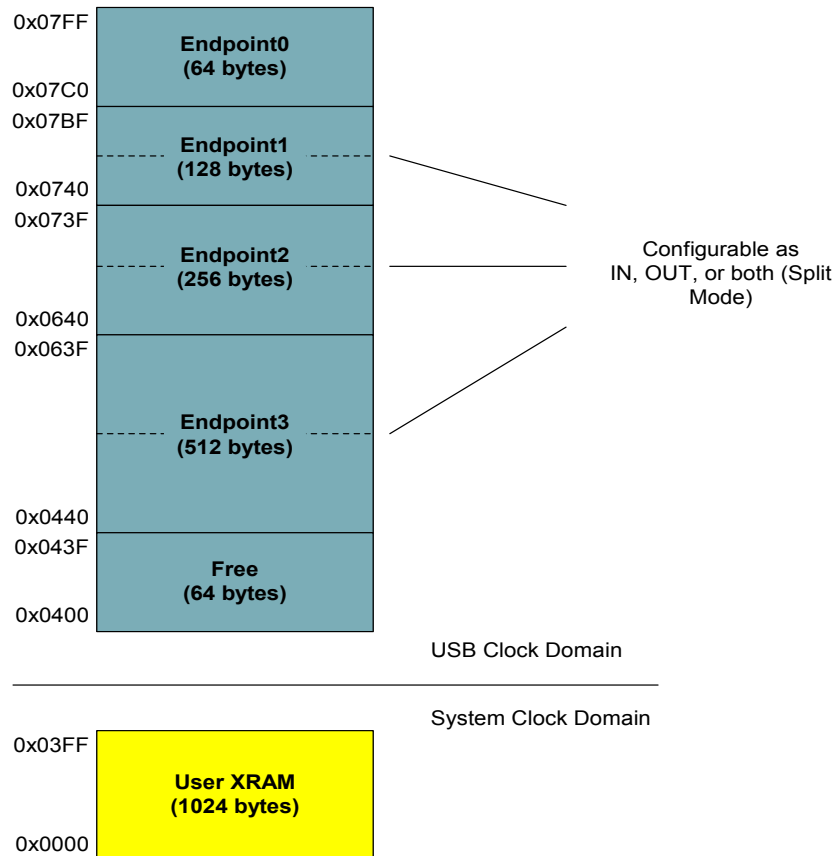 0x07FF
Endpoint0
(64 bytes)
0x07C0
0x07BF
Endpoint1
(128 bytes)
0x0740
0x073F
Endpoint2
(256 bytes)
0x0640
0x063F
Endpoint3
(512 bytes)
0x0440
0x043F
Free
(64 bytes)
0x0400
Configurable as
IN, OUT, or both (Split
Mode)
USB Clock Domain
System Clock Domain
0x03FF
User XRAM
(1024 bytes)
0x0000